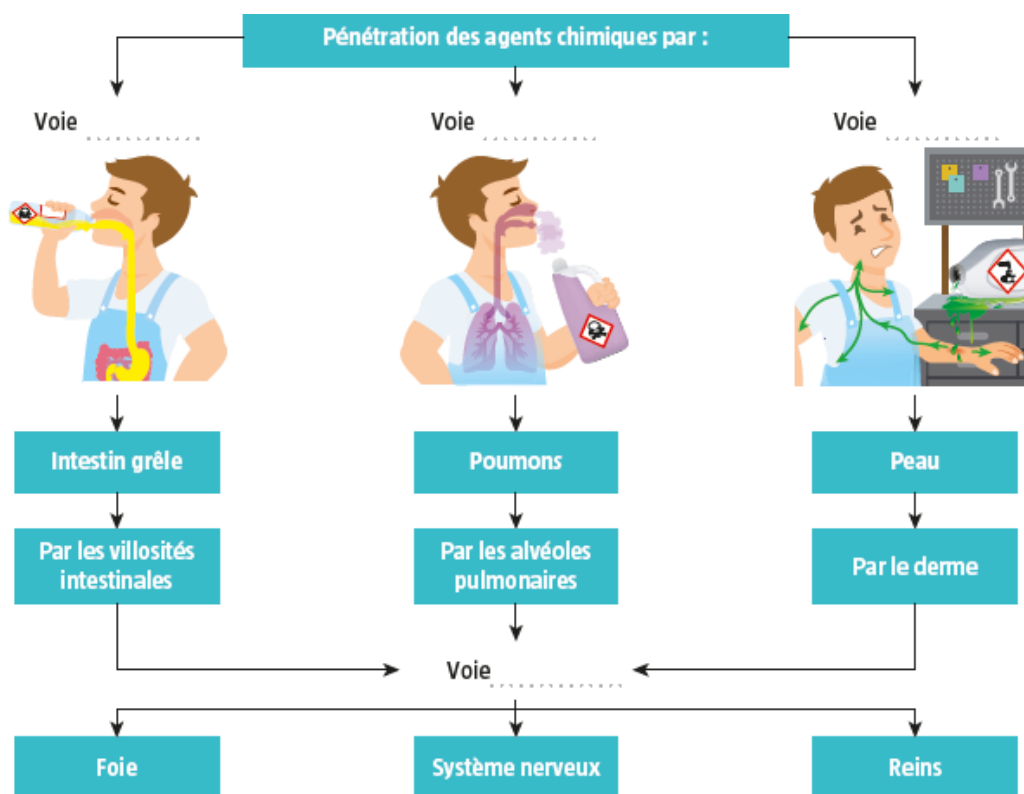 Pénétration des agents chimiques par :
Voie ....................
Voie ....................
Voie ....................
Intestin grêle
Poumons
Peau
Par les villosités
intestinales
Par les alvéoles
pulmonaires
Par le derme
Voie ....................
Foie
Système nerveux
Reins